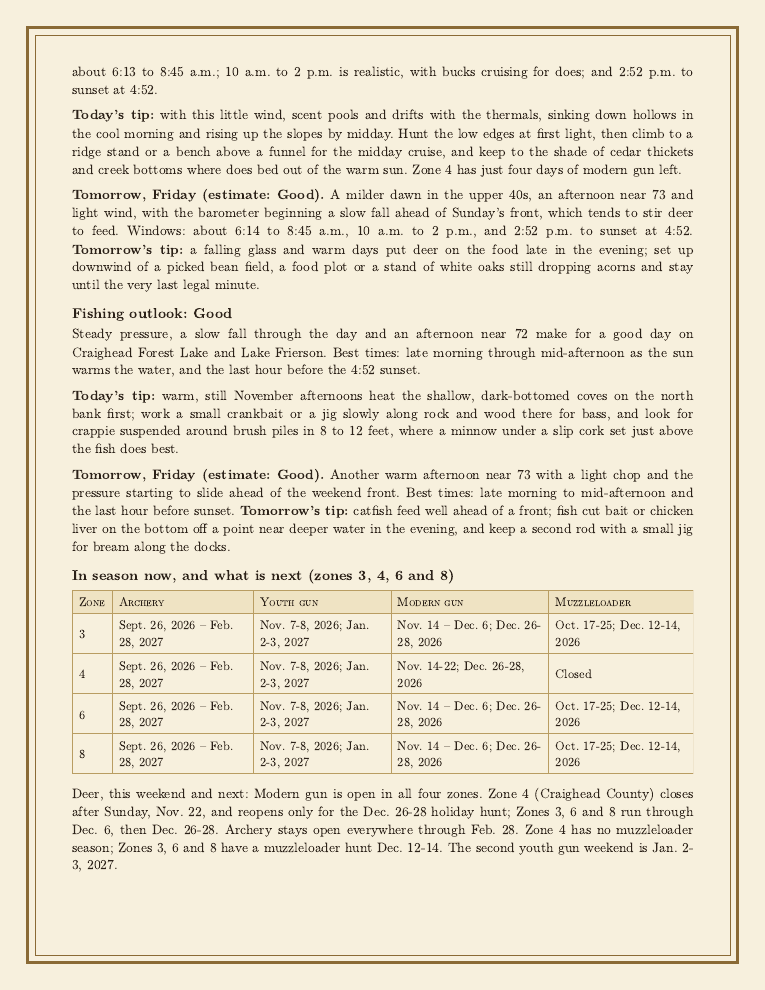 about 6:13 to 8:45 a.m.; 10 a.m. to 2 p.m. is realistic, with bucks cruising for does; and 2:52 p.m. to
sunset at 4:52.
Today's tip: with this little wind, scent pools and drifts with the thermals, sinking down hollows in
the cool morning and rising up the slopes by midday. Hunt the low edges at first light, then climb to a
ridge stand or a bench above a funnel for the midday cruise, and keep to the shade of cedar thickets
and creek bottoms where does bed out of the warm sun. Zone 4 has just four days of modern gun left.
Tomorrow, Friday (estimate: Good). A milder dawn in the upper 40s, an afternoon near 73 and
light wind, with the barometer beginning a slow fall ahead of Sunday's front, which tends to stir deer
to feed. Windows: about 6:14 to 8:45 a.m., 10 a.m. to 2 p.m., and 2:52 p.m. to sunset at 4:52.
Tomorrow's tip: a falling glass and warm days put deer on the food late in the evening; set up
downwind of a picked bean field, a food plot or a stand of white oaks still dropping acorns and stay
until the very last legal minute.
Fishing outlook: Good
Steady pressure, a slow fall through the day and an afternoon near 72 make for a good day on
Craighead Forest Lake and Lake Frierson. Best times: late morning through mid-afternoon as the sun
warms the water, and the last hour before the 4:52 sunset.
Today's tip: warm, still November afternoons heat the shallow, dark-bottomed coves on the north
bank first; work a small crankbait or a jig slowly along rock and wood there for bass, and look for
crappie suspended around brush piles in 8 to 12 feet, where a minnow under a slip cork set just above
the fish does best.
Tomorrow, Friday (estimate: Good). Another warm afternoon near 73 with a light chop and the
pressure starting to slide ahead of the weekend front. Best times: late morning to mid-afternoon and
the last hour before sunset. Tomorrow's tip: catfish feed well ahead of a front; fish cut bait or chicken
liver on the bottom off a point near deeper water in the evening, and keep a second rod with a small jig
for bream along the docks.
In season now, and what is next (zones 3, 4, 6 and 8)
Zone Archery Youth gun Modern gun Muzzleloader
3 Sept. 26, 2026 – Feb. 28, 2027 Nov. 7-8, 2026; Jan. 2-3, 2027 Nov. 14 – Dec. 6; Dec. 26-28, 2026 Oct. 17-25; Dec. 12-14, 2026
4 Sept. 26, 2026 – Feb. 28, 2027 Nov. 7-8, 2026; Jan. 2-3, 2027 Nov. 14-22; Dec. 26-28, 2026 Closed
6 Sept. 26, 2026 – Feb. 28, 2027 Nov. 7-8, 2026; Jan. 2-3, 2027 Nov. 14 – Dec. 6; Dec. 26-28, 2026 Oct. 17-25; Dec. 12-14, 2026
8 Sept. 26, 2026 – Feb. 28, 2027 Nov. 7-8, 2026; Jan. 2-3, 2027 Nov. 14 – Dec. 6; Dec. 26-28, 2026 Oct. 17-25; Dec. 12-14, 2026
Deer, this weekend and next: Modern gun is open in all four zones. Zone 4 (Craighead County) closes
after Sunday, Nov. 22, and reopens only for the Dec. 26-28 holiday hunt; Zones 3, 6 and 8 run through
Dec. 6, then Dec. 26-28. Archery stays open everywhere through Feb. 28. Zone 4 has no muzzleloader
season; Zones 3, 6 and 8 have a muzzleloader hunt Dec. 12-14. The second youth gun weekend is Jan. 2-
3, 2027.